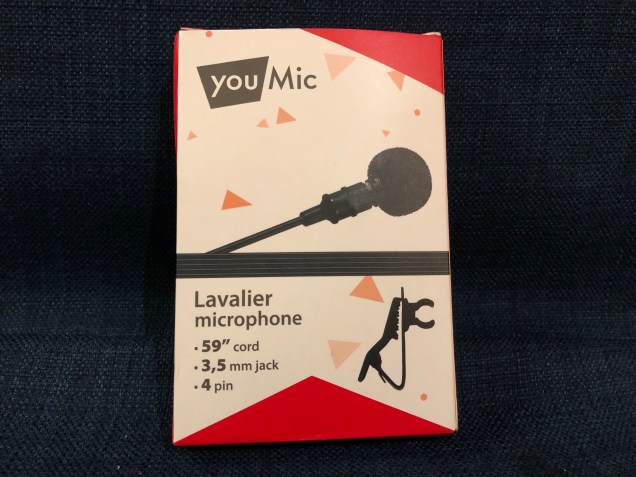 you Mic
Lavalier
microphone
• 59” cord
• 3,5 mm jack
• 4 pin